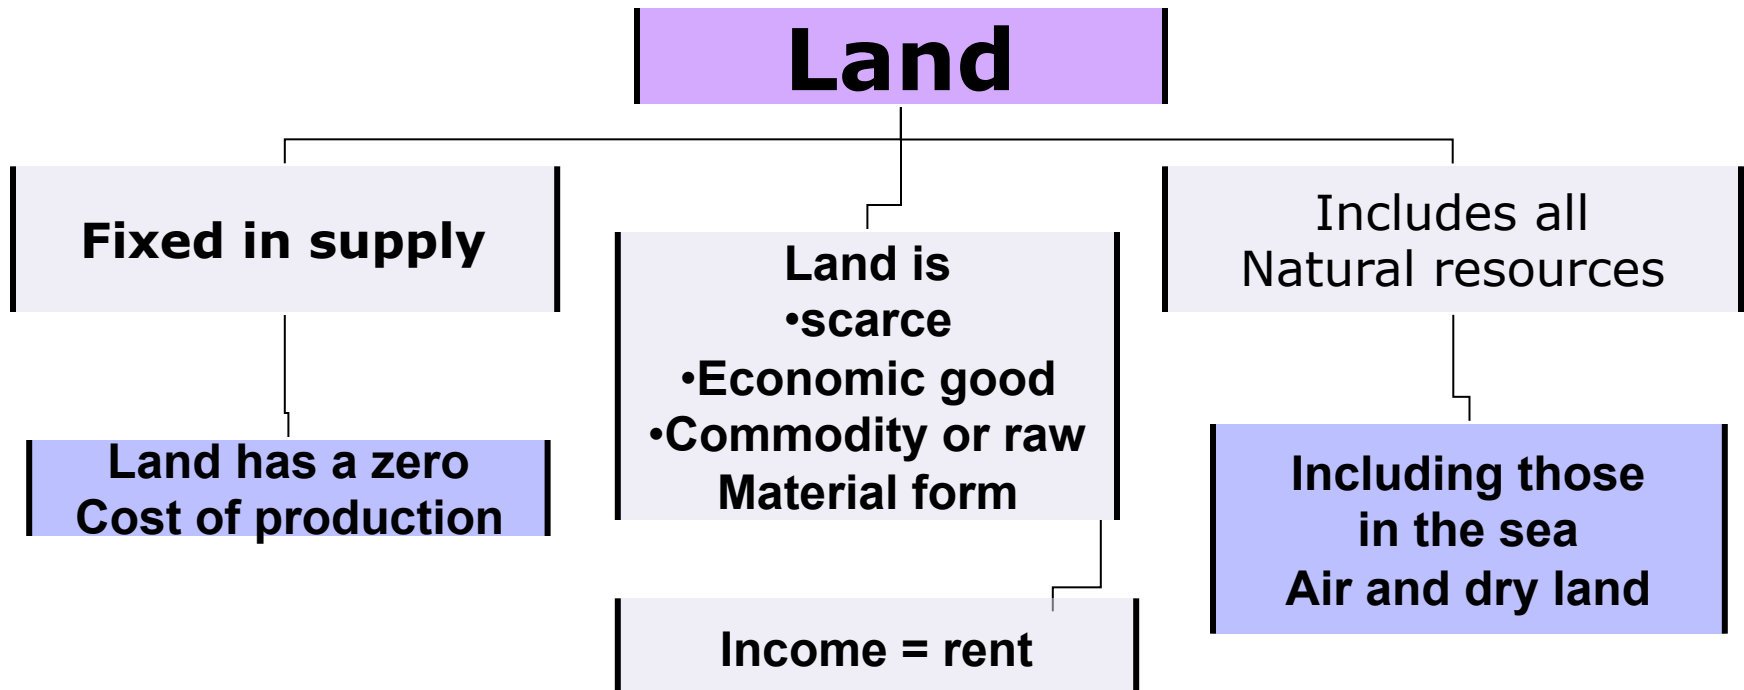 Land
Fixed in supply
Land has a zero
Cost of production
Land is
•scarce
•Economic good
•Commodity or raw
Material form
Income = rent
Includes all
Natural resources
Including those
in the sea
Air and dry land